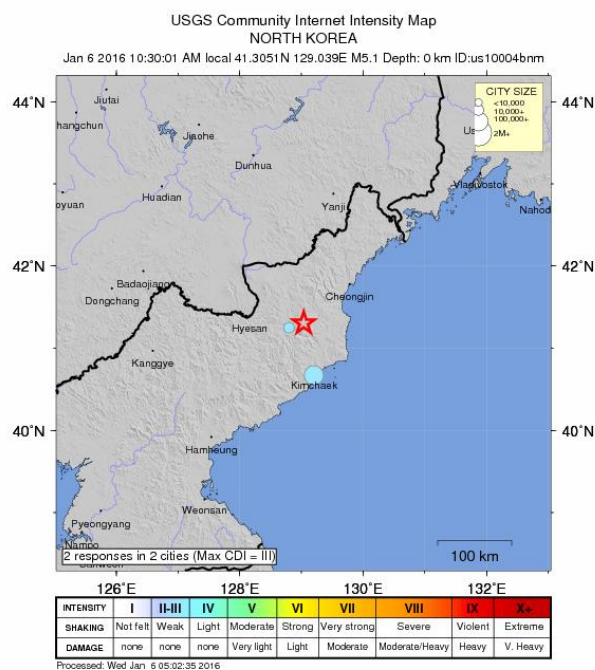 USGS Community Internet Intensity Map
NORTH KOREA
Jan 6 2016 10:30:01 AM local 41.3051N 129.039E M5.1 Depth: 0 km ID:us10004bnm
44°N
44°N
42°N
42°N
40°N
40°N
CITY SIZE
<10,000
10,000+
100,000+
2M+
Jiutai
hangchun
Jiaohe
Us
Dunhua
Vladivostok
Huadian
oyuan
Yanji
Nahod
Badaojiang
Dongchang
Cheongjin
Hyesan
Kanggye
Kimchaek
Hamheung
Weonsan
Pyeongyang
Nampo
2 responses in 2 cities (Max CDI = III)
100 km
126°E 128°E 130°E 132°E
INTENSITY I II-III IV V VI VII VIII IX X+
SHAKING Not felt Weak Light Moderate Strong Very strong Severe Violent Extreme
DAMAGE none none none Very light Light Moderate Moderate/Heavy Heavy V. Heavy
Processed: Wed Jan 6 05:02:35 2016